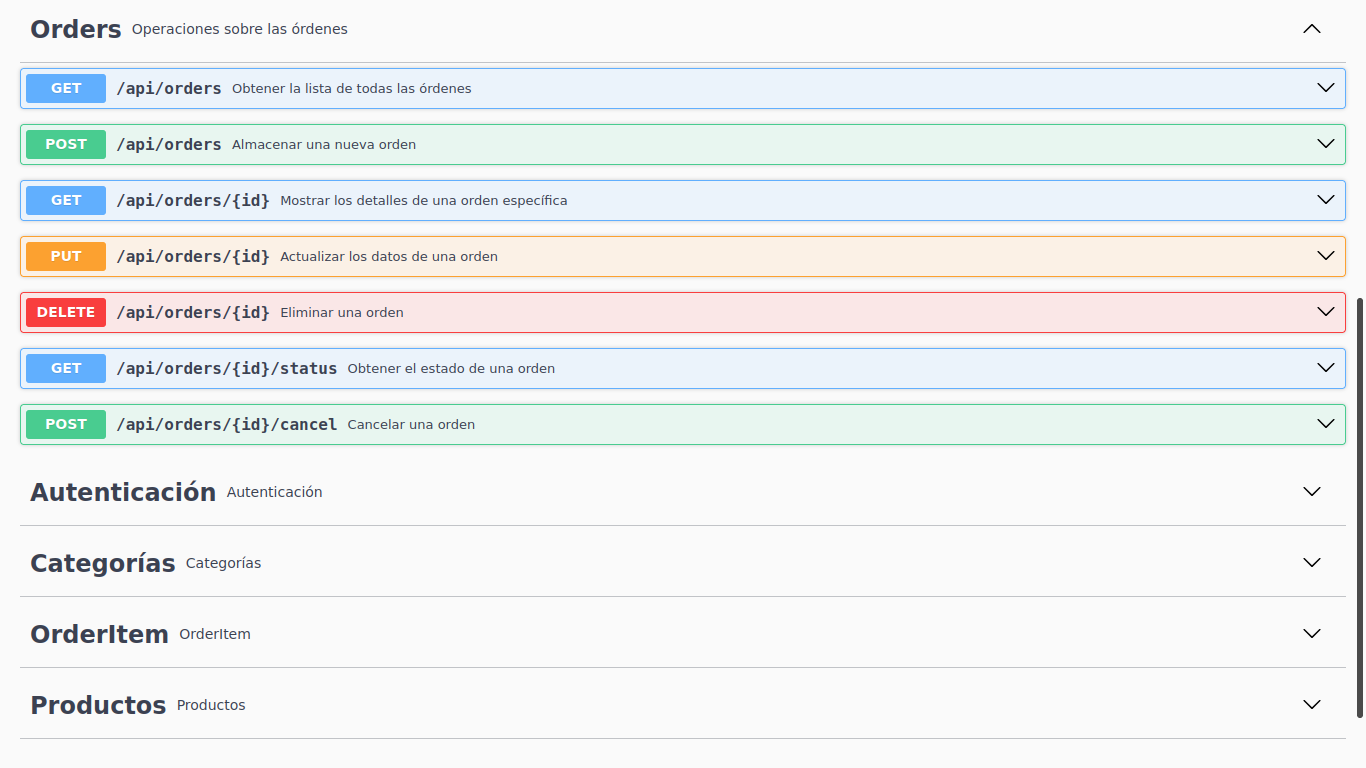 Orders Operaciones sobre las órdenes
GET /api/orders Obtener la lista de todas las órdenes
POST /api/orders Almacenar una nueva orden
GET /api/orders/{id} Mostrar los detalles de una orden específica
PUT /api/orders/{id} Actualizar los datos de una orden
DELETE /api/orders/{id} Eliminar una orden
GET /api/orders/{id}/status Obtener el estado de una orden
POST /api/orders/{id}/cancel Cancelar una orden
Autenticación Autenticación
Categorías Categorías
OrderItem OrderItem
Productos Productos